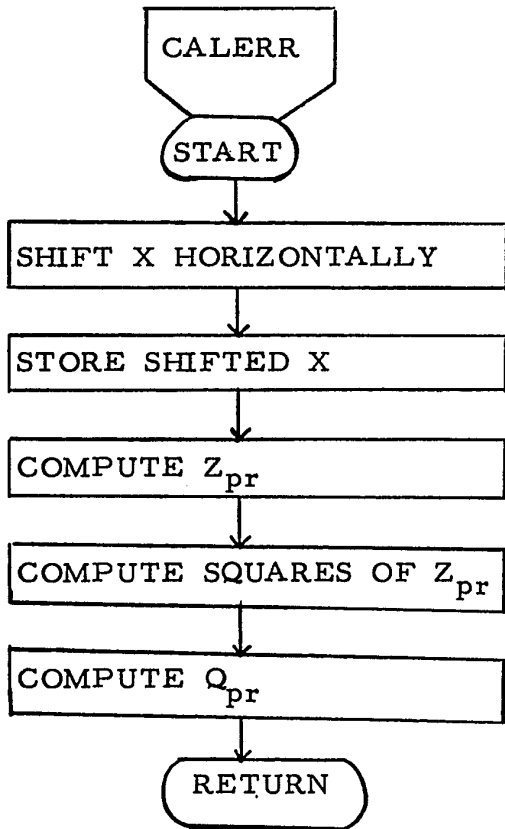 CALERR
START
SHIFT X HORIZONTALLY
STORE SHIFTED X
COMPUTE Zpr
COMPUTE SQUARES OF Zpr
COMPUTE Qpr
RETURN